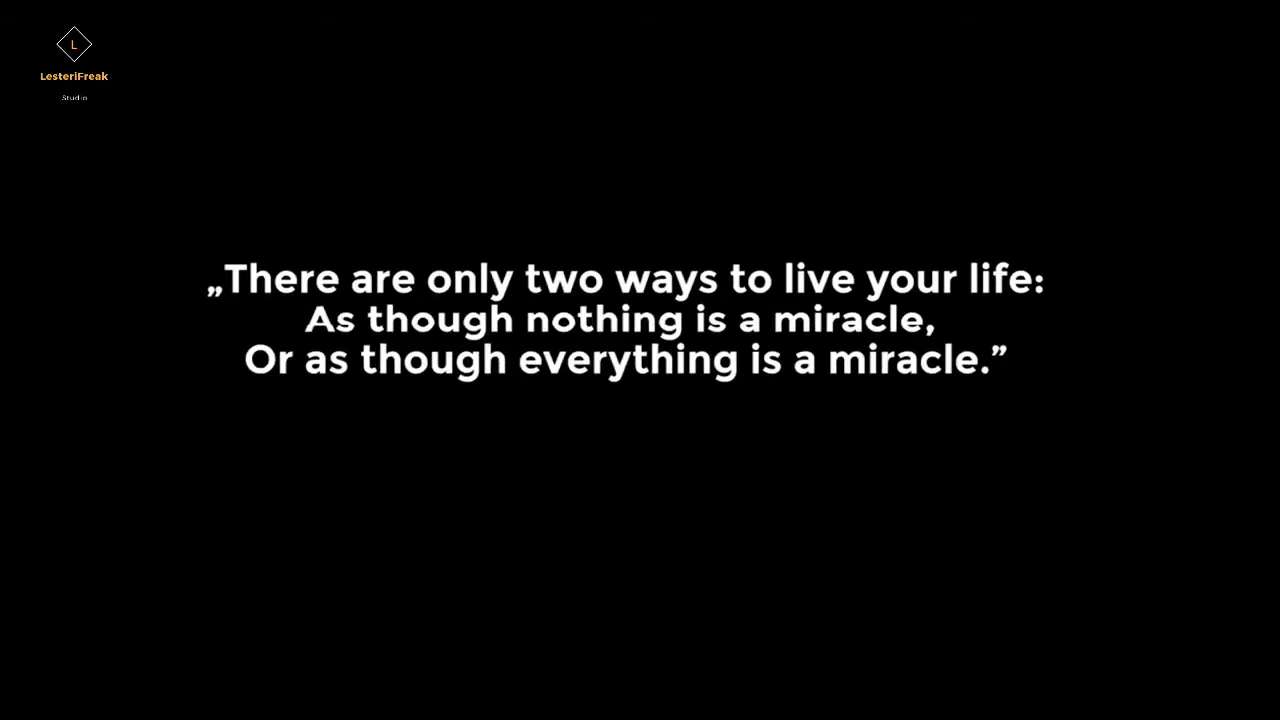 L
LesteriFreak
Studio
„There are only two ways to live your life:
As though nothing is a miracle,
Or as though everything is a miracle.”